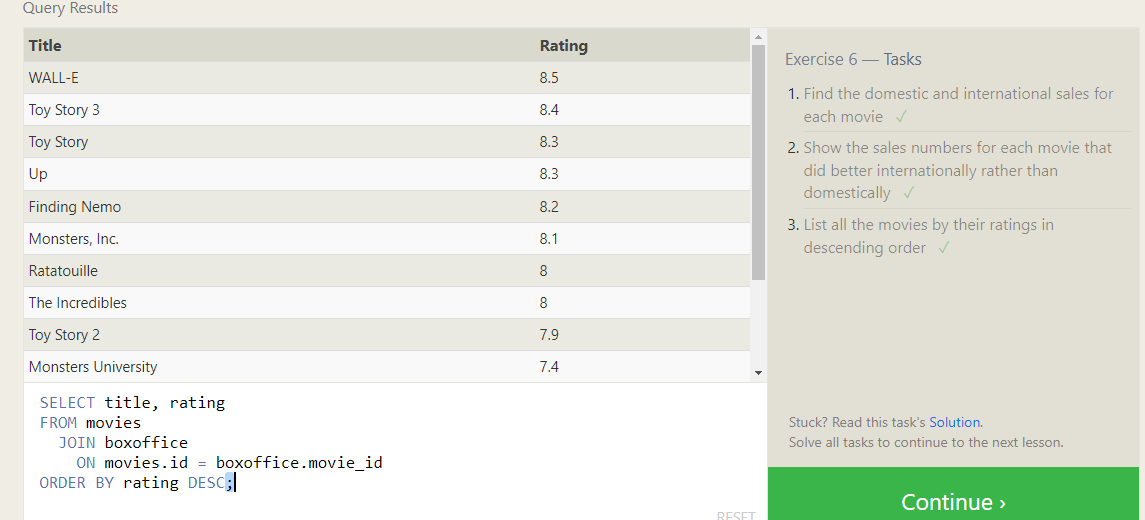 Query Results
Title Rating
WALL-E 8.5
Toy Story 3 8.4
Toy Story 8.3
Up 8.3
Finding Nemo 8.2
Monsters, Inc. 8.1
Ratatouille 8
The Incredibles 8
Toy Story 2 7.9
Monsters University 7.4
SELECT title, rating
FROM movies
JOIN boxoffice
ON movies.id = boxoffice.movie_id
ORDER BY rating DESC;
RESET
Exercise 6 — Tasks
1. Find the domestic and international sales for
each movie ✓
2. Show the sales numbers for each movie that
did better internationally rather than
domestically ✓
3. List all the movies by their ratings in
descending order ✓
Stuck? Read this task's Solution.
Solve all tasks to continue to the next lesson.
Continue ›